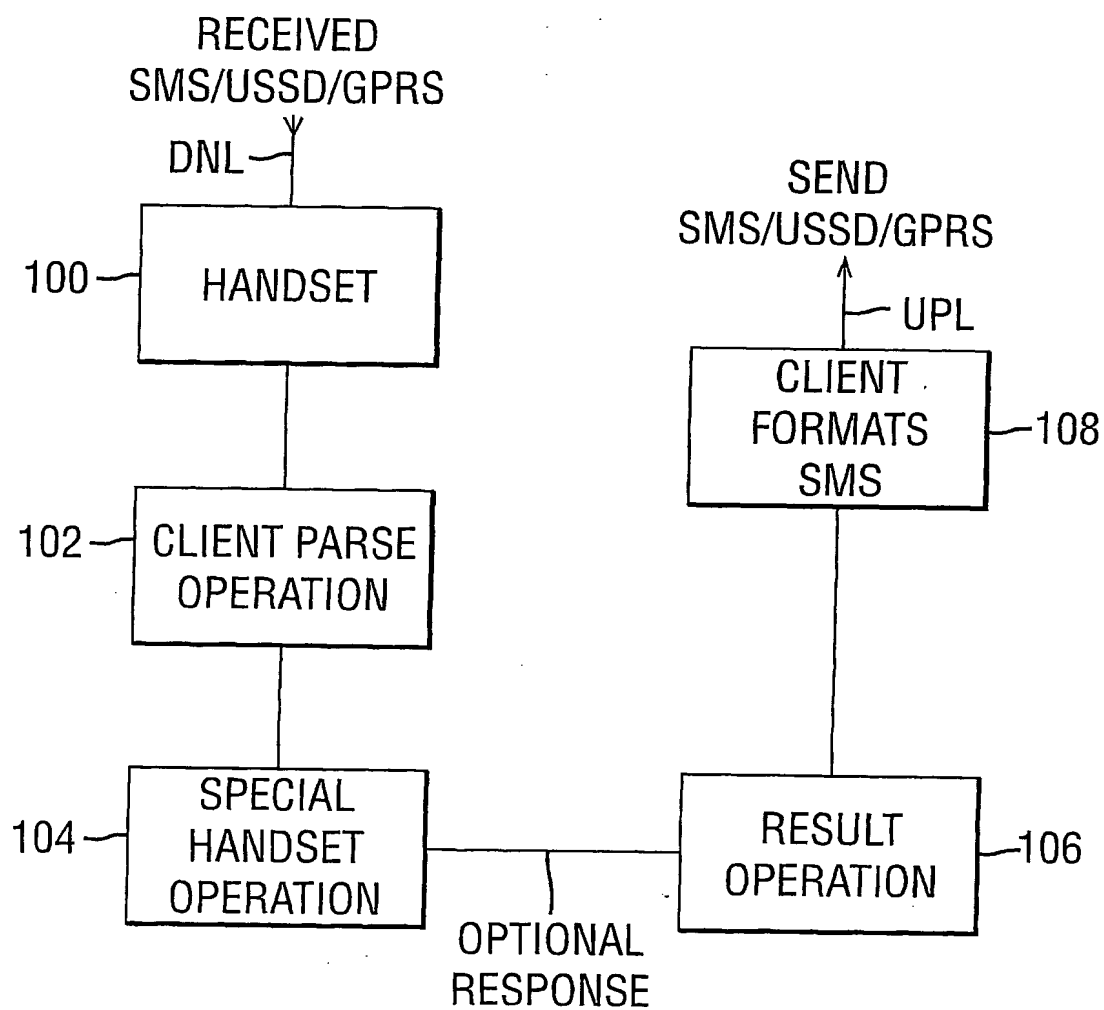 RECEIVED
SMS/USSD/GPRS
DNL
100
HANDSET
102
CLIENT PARSE
OPERATION
104
SPECIAL
HANDSET
OPERATION
OPTIONAL
RESPONSE
RESULT
OPERATION
106
CLIENT
FORMATS
SMS
108
UPL
SEND
SMS/USSD/GPRS